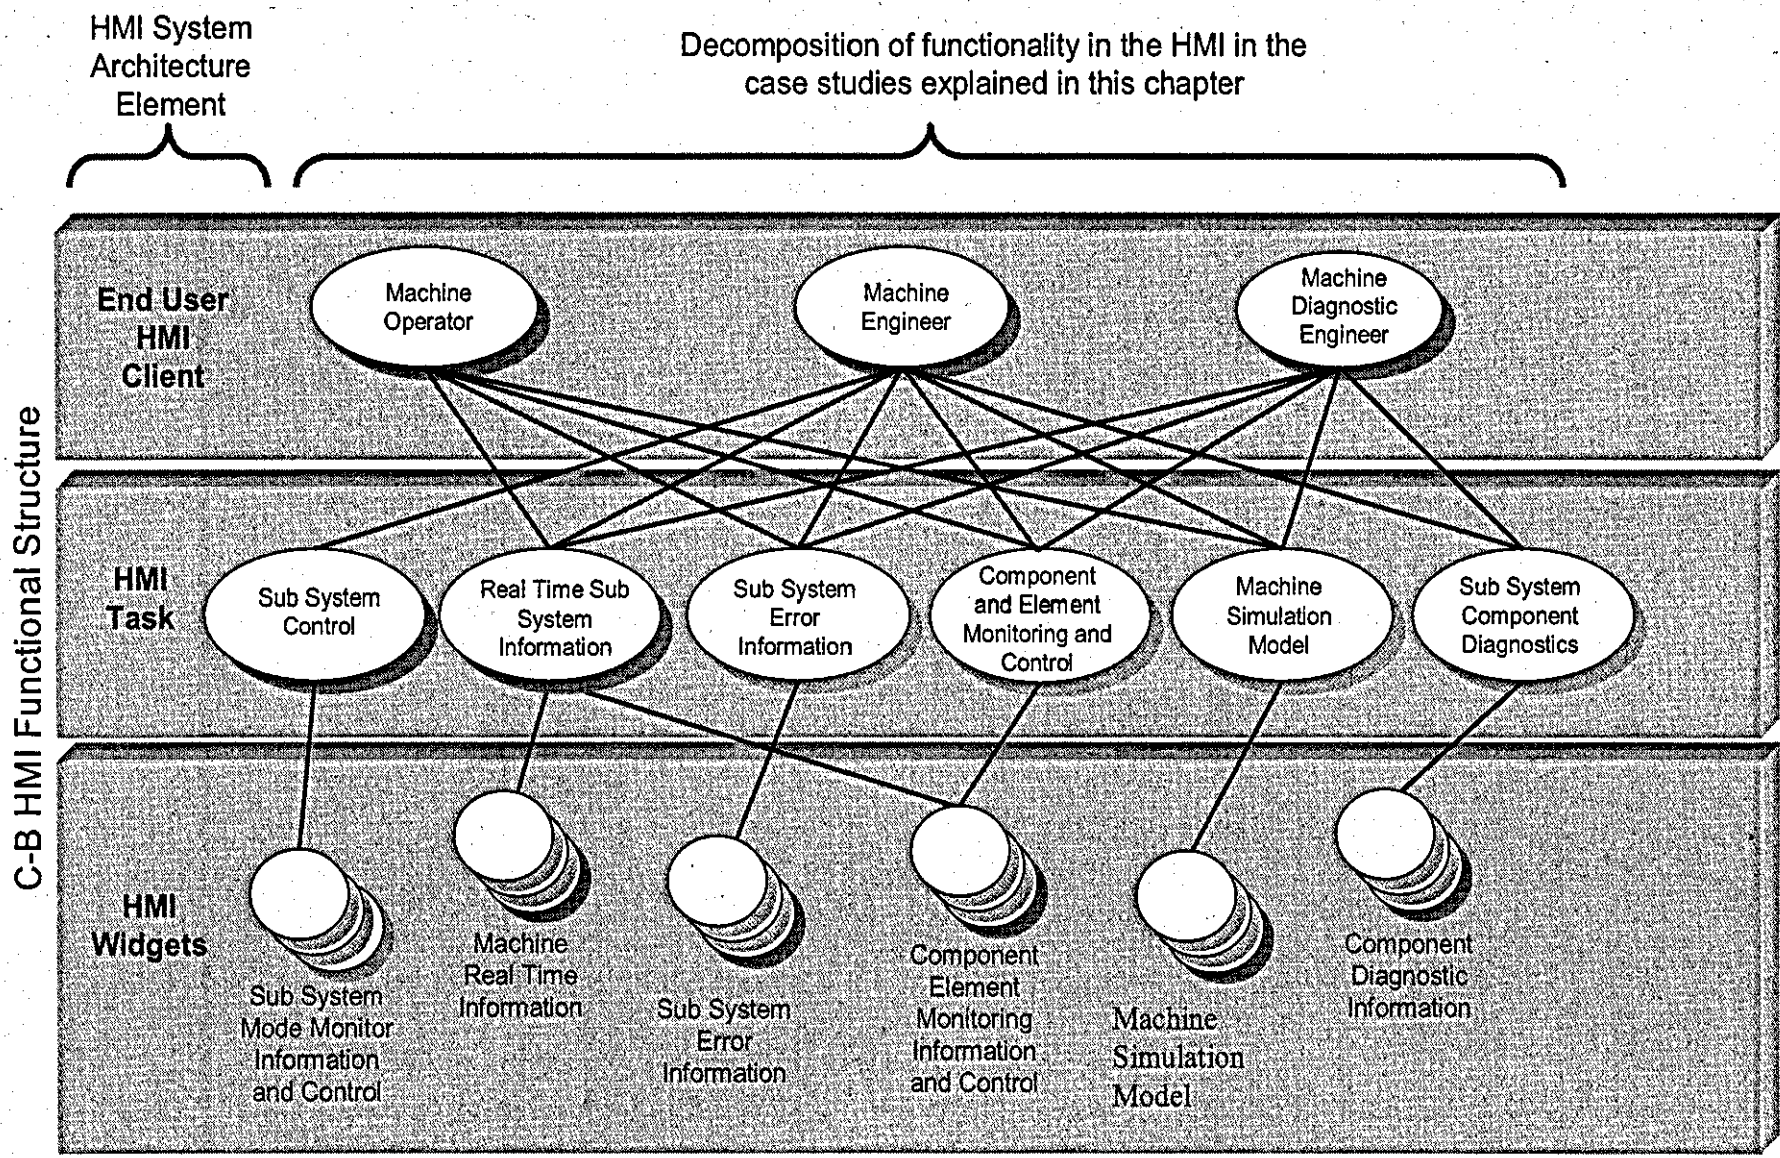 HMI System
Architecture
Element
Decomposition of functionality in the HMI in the
case studies explained in this chapter
C-B HMI Functional Structure
End User
HMI
Client
Machine
Operator
Machine
Engineer
Machine
Diagnostic
Engineer
HMI
Task
Sub System
Control
Real Time Sub
System
Information
Sub System
Error
Information
Component
and Element
Monitoring and
Control
Machine
Simulation
Model
Sub System
Component
Diagnostics
HMI
Widgets
Sub System
Mode Monitor
Information
and Control
Machine
Real Time
Information
Sub System
Error
Information
Component
Element
Monitoring
Information
and Control
Machine
Simulation
Model
Component
Diagnostic
Information